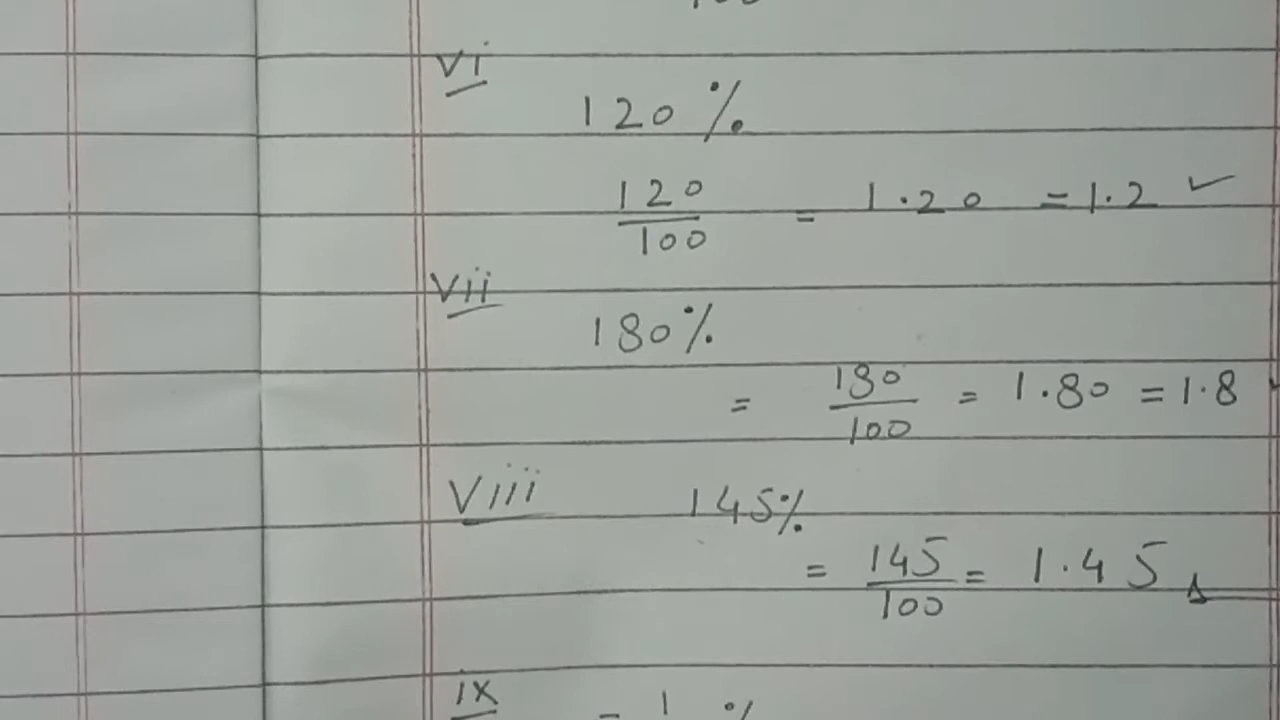 vi
120 %
120/100 = 1.20 = 1.2 ✓
vii
180%
= 180/100 = 1.80 = 1.8
viii 145%
= 145/100 = 1.45
ix = 1 %